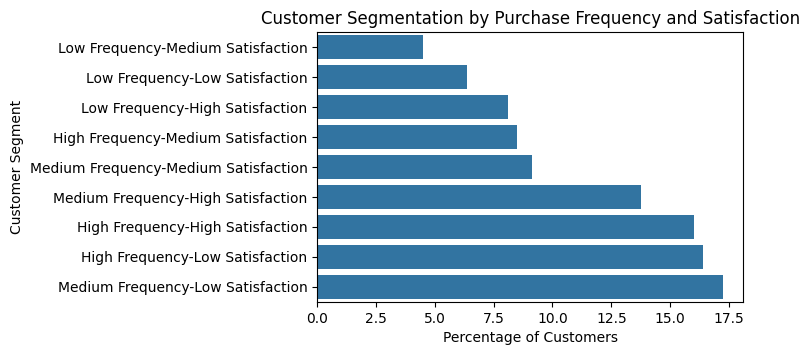 Customer Segmentation by Purchase Frequency and Satisfaction
Customer Segment
Low Frequency-Medium Satisfaction
Low Frequency-Low Satisfaction
Low Frequency-High Satisfaction
High Frequency-Medium Satisfaction
Medium Frequency-Medium Satisfaction
Medium Frequency-High Satisfaction
High Frequency-High Satisfaction
High Frequency-Low Satisfaction
Medium Frequency-Low Satisfaction
0.0 2.5 5.0 7.5 10.0 12.5 15.0 17.5
Percentage of Customers